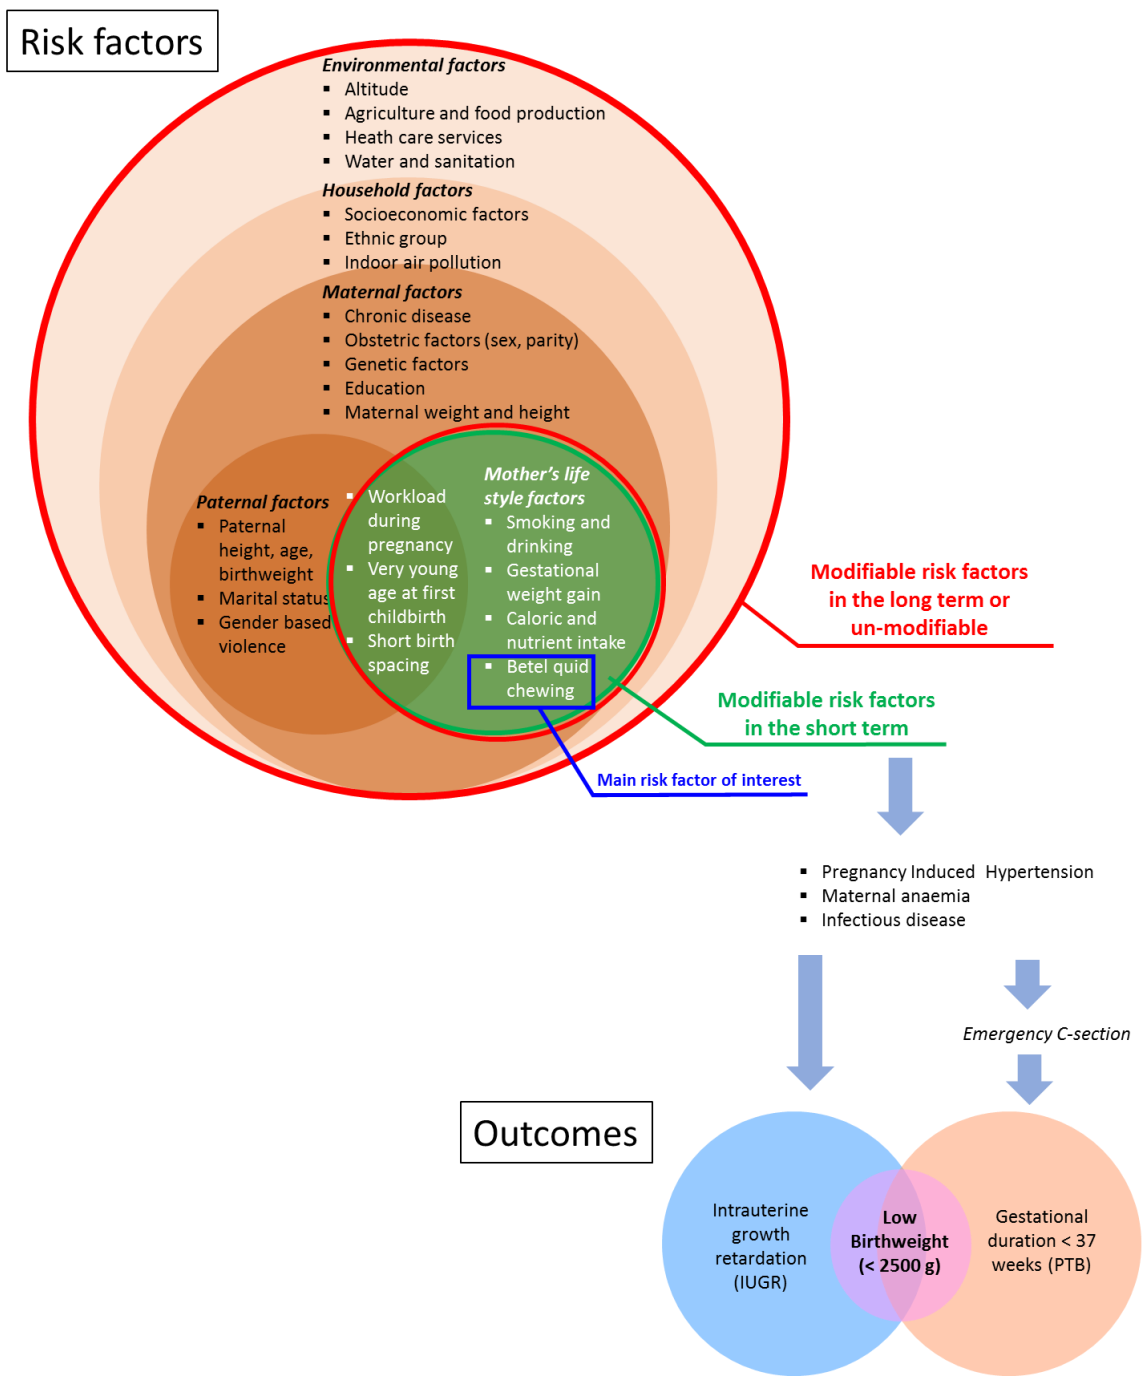 Risk factors
Environmental factors
▪ Altitude
▪ Agriculture and food production
▪ Heath care services
▪ Water and sanitation
Household factors
▪ Socioeconomic factors
▪ Ethnic group
▪ Indoor air pollution
Maternal factors
▪ Chronic disease
▪ Obstetric factors (sex, parity)
▪ Genetic factors
▪ Education
▪ Maternal weight and height
Paternal factors
▪ Paternal
height, age,
birthweight
▪ Marital status
▪ Gender based
violence
▪ Workload
during
pregnancy
▪ Very young
age at first
childbirth
▪ Short birth
spacing
Mother's life
style factors
▪ Smoking and
drinking
▪ Gestational
weight gain
▪ Caloric and
nutrient intake
▪ Betel quid
chewing
Modifiable risk factors
in the long term or
un-modifiable
Modifiable risk factors
in the short term
Main risk factor of interest
▪ Pregnancy Induced Hypertension
▪ Maternal anaemia
▪ Infectious disease
Emergency C-section
Outcomes
Intrauterine
growth
retardation
(IUGR)
Low
Birthweight
(< 2500 g)
Gestational
duration < 37
weeks (PTB)